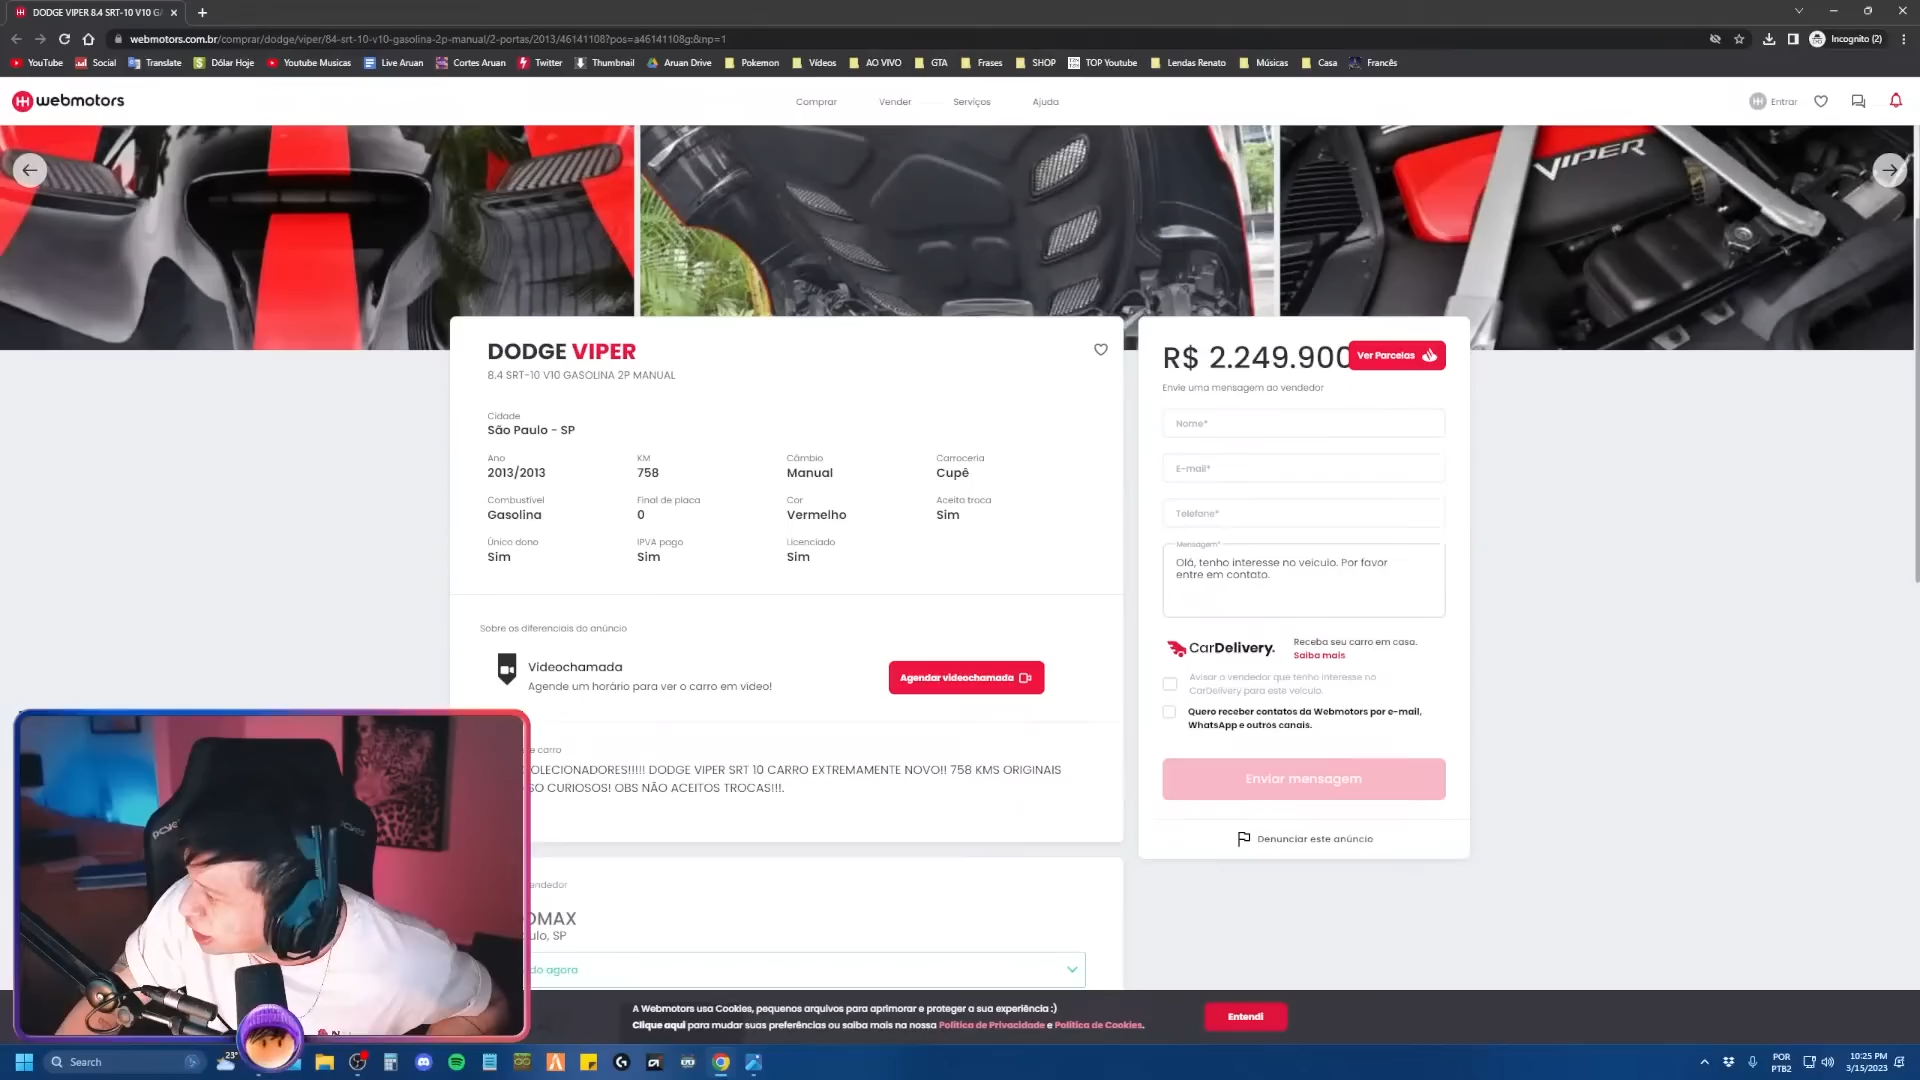 DODGE VIPER 8.4 SRT-10 V10 G
webmotors.com.br/comprar/dodge/viper/84-srt-10-v10-gasolina-2p-manual/2-portas/2013/46141108?pos=a46141108g:&np=1
Incognito (2)
YouTube
Social
Translate
Dólar Hoje
Youtube Musicas
Live Aruan
Cortes Aruan
Twitter
Thumbnail
Aruan Drive
Pokemon
Vídeos
AO VIVO
GTA
Frases
SHOP
TOP Youtube
Lendas Renato
Músicas
Casa
Francês
webmotors
Comprar
Vender
Serviços
Ajuda
Entrar
VIPER
DODGE VIPER
8.4 SRT-10 V10 GASOLINA 2P MANUAL
Cidade
São Paulo - SP
Ano
2013/2013
KM
758
Câmbio
Manual
Carroceria
Cupê
Combustível
Gasolina
Final de placa
0
Cor
Vermelho
Aceita troca
Sim
Único dono
Sim
IPVA pago
Sim
Licenciado
Sim
Sobre os diferenciais do anúncio
Videochamada
Agende um horário para ver o carro em video!
Agendar videochamada
e carro
OLECIONADORES!!!!! DODGE VIPER SRT 10 CARRO EXTREMAMENTE NOVO!! 758 KMS ORIGINAIS
SO CURIOSOS! OBS NÃO ACEITOS TROCAS!!!.
endedor
OMAX
ulo, SP
do agora
R$ 2.249.900
Ver Parcelas
Envie uma mensagem ao vendedor
Nome*
E-mail*
Telefone*
Mensagem*
Olá, tenho interesse no veículo. Por favor
entre em contato.
CarDelivery.
Receba seu carro em casa.
Saiba mais
Avisar o vendedor que tenho interesse no
CarDelivery para este veículo.
Quero receber contatos da Webmotors por e-mail,
WhatsApp e outros canais.
Enviar mensagem
Denunciar este anúncio
A Webmotors usa Cookies, pequenos arquivos para aprimorar e proteger a sua experiência :)
Clique aqui para mudar suas preferências ou saiba mais na nossa Política de Privacidade e Política de Cookies.
Entendi
Search
23°
POR
PTB2
10:25 PM
3/15/2023